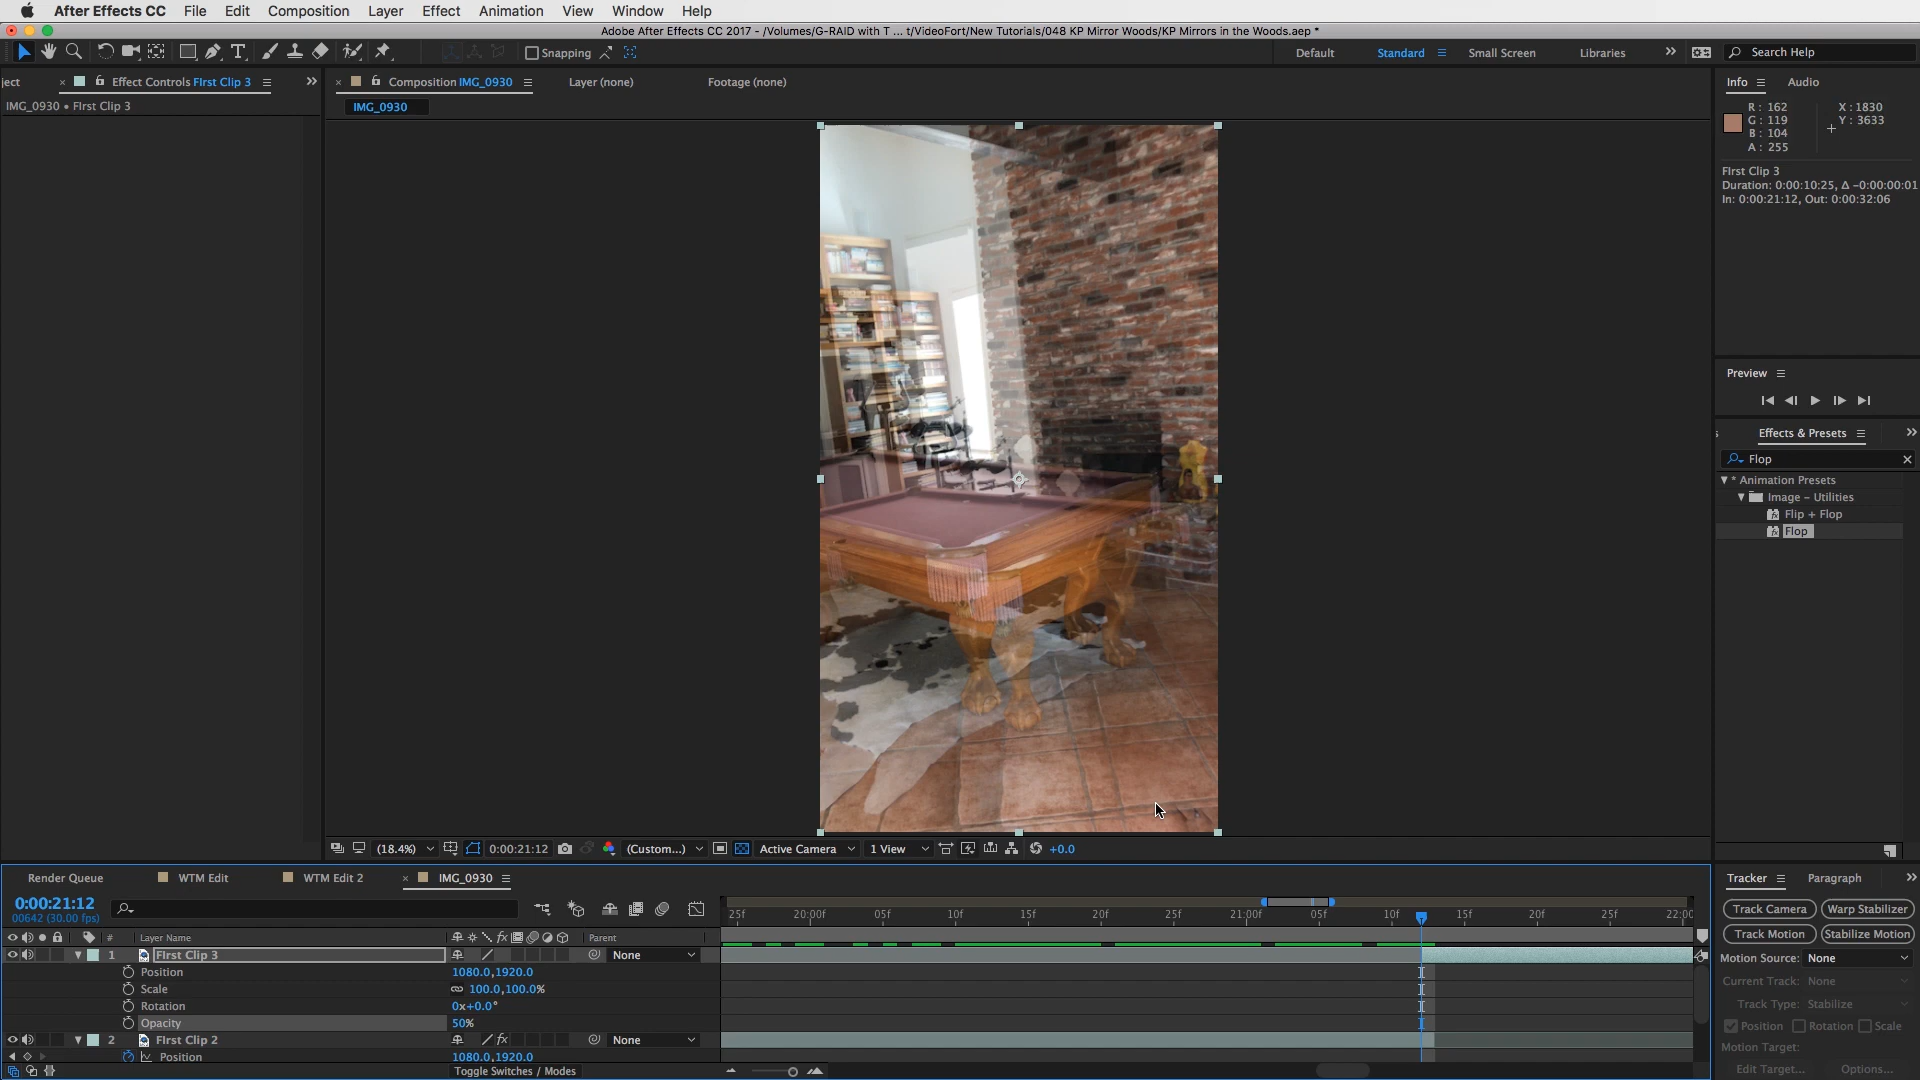 After Effects CC File Edit Composition Layer Effect Animation View Window Help
Adobe After Effects CC 2017 - /Volumes/G-RAID with T ... t/VideoFort/New Tutorials/048 KP Mirror Woods/KP Mirrors in the Woods.aep *
Snapping Default Standard Small Screen Libraries Search Help
ject Effect Controls FIrst Clip 3 Composition IMG_0930 Layer (none) Footage (none) Info Audio
IMG_0930 • FIrst Clip 3 IMG_0930
R: 162 X: 1830
G: 119 Y: 3633
B: 104
A: 255
FIrst Clip 3
Duration: 0:00:10:25, Δ -0:00:00:01
In: 0:00:21:12, Out: 0:00:32:06
Preview
Effects & Presets
Flop
* Animation Presets
Image - Utilities
Flip + Flop
Flop
(18.4%) 0:00:21:12 (Custom...) Active Camera 1 View +0.0
Render Queue WTM Edit WTM Edit 2 IMG_0930 Tracker Paragraph
0:00:21:12
00642 (30.00 fps)
25f 20:00f 05f 10f 15f 20f 25f 21:00f 05f 10f 15f 20f 25f 22:00
# Layer Name Parent
1 FIrst Clip 3 None
Position 1080.0,1920.0
Scale 100.0,100.0%
Rotation 0x+0.0°
Opacity 50%
2 FIrst Clip 2 None
Position 1080.0,1920.0
Toggle Switches / Modes
Track Camera Warp Stabilizer
Track Motion Stabilize Motion
Motion Source: None
Current Track: None
Track Type: Stabilize
Position Rotation Scale
Motion Target:
Edit Target... Options...